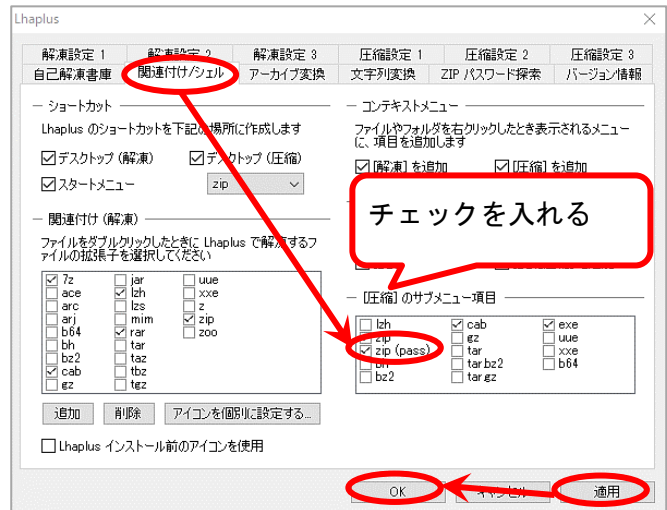 Lhaplus
解凍設定 1 解凍設定 2 解凍設定 3 圧縮設定 1 圧縮設定 2 圧縮設定 3
自己解凍書庫 関連付け/シェル アーカイブ変換 文字列変換 ZIP パスワード探索 バージョン情報
ショートカット
Lhaplus のショートカットを下記の場所に作成します
デスクトップ (解凍) デスクトップ (圧縮)
スタートメニュー zip
関連付け (解凍)
ファイルをダブルクリックしたときに Lhaplus で解凍するフ
ァイルの拡張子を選択してください
7z jar uue
ace lzh xxe
arc lzs z
arj mim zip
b64 rar zoo
bh tar
bz2 taz
cab tbz
gz tgz
追加 削除 アイコンを個別に設定する...
Lhaplus インストール前のアイコンを使用
コンテキストメニュー
ファイルやフォルダを右クリックしたとき表示されるメニュー
に、項目を追加します
[解凍] を追加 [圧縮] を追加
チェックを入れる
[圧縮] のサブメニュー項目
lzh cab exe
zip gz uue
zip (pass) tar xxe
bh tar.bz2 b64
bz2 tar.gz
OK キャンセル 適用